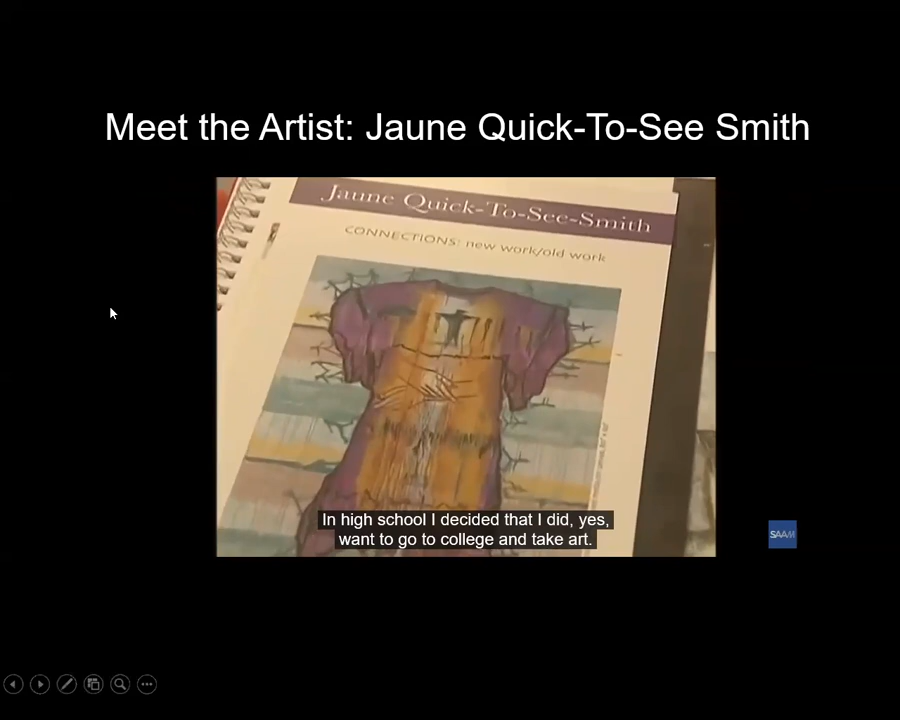 Meet the Artist: Jaune Quick-To-See Smith
Jaune Quick-To-See-Smith
CONNECTIONS: new work/old work
In high school I decided that I did, yes,
want to go to college and take art.
SAAM